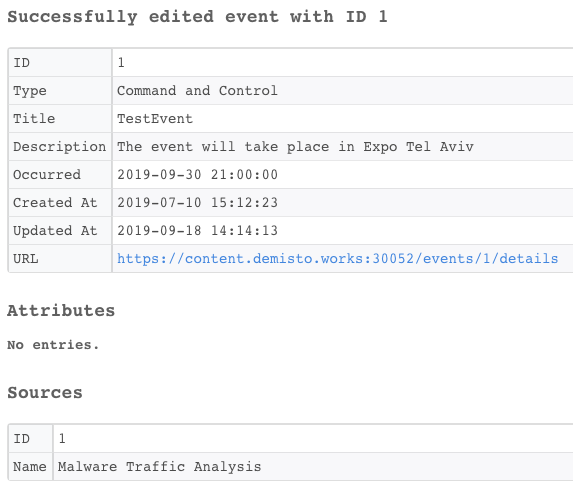 Successfully edited event with ID 1
ID 1
Type Command and Control
Title TestEvent
Description The event will take place in Expo Tel Aviv
Occurred 2019-09-30 21:00:00
Created At 2019-07-10 15:12:23
Updated At 2019-09-18 14:14:13
URL https://content.demisto.works:30052/events/1/details
Attributes
No entries.
Sources
ID 1
Name Malware Traffic Analysis